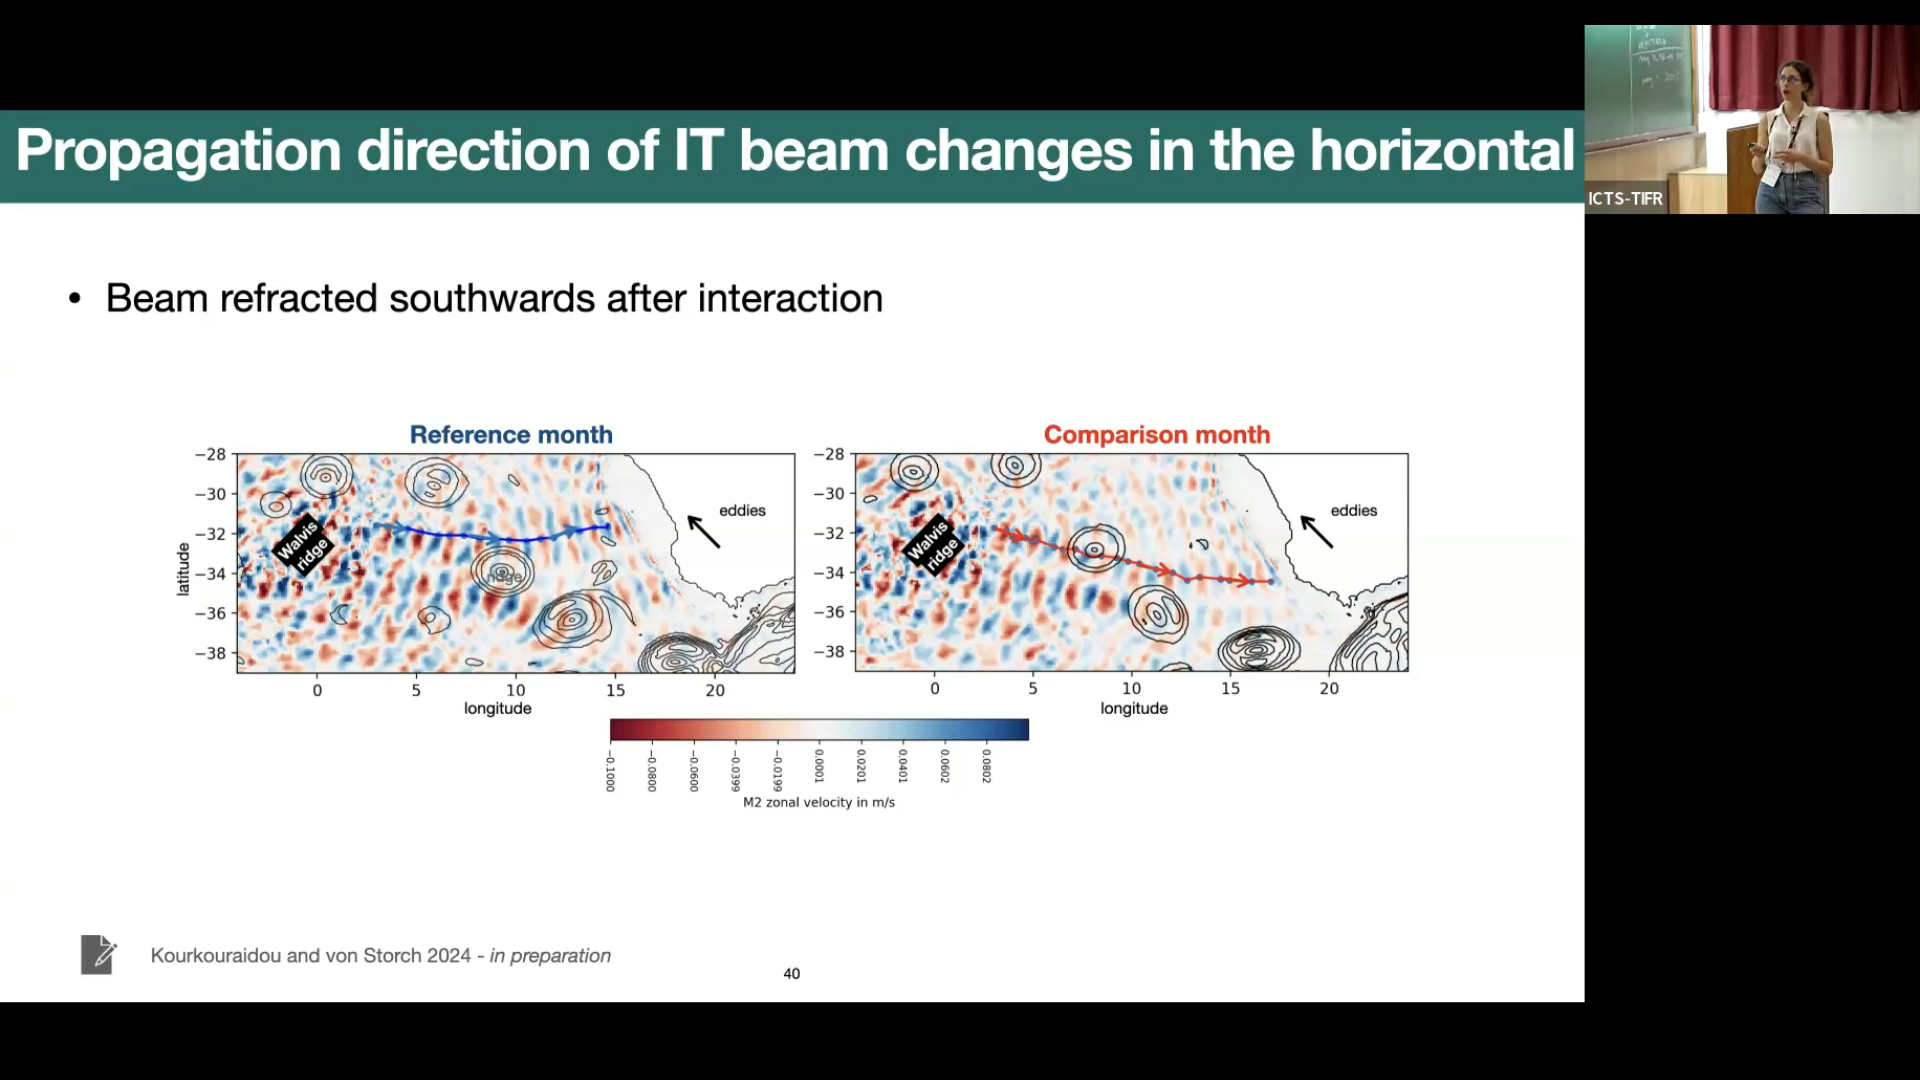 Propagation direction of IT beam changes in the horizontal
ICTS-TIFR
• Beam refracted southwards after interaction
Reference month
Comparison month
−28
−30
−32
−34
−36
−38
latitude
Walvis
ridge
ridge
eddies
0 5 10 15 20
longitude
−28
−30
−32
−34
−36
−38
Walvis
ridge
eddies
0 5 10 15 20
longitude
−0.1000 −0.0800 −0.0600 −0.0399 −0.0199 0.0001 0.0201 0.0401 0.0602 0.0802
M2 zonal velocity in m/s
Kourkouraidou and von Storch 2024 - in preparation
40